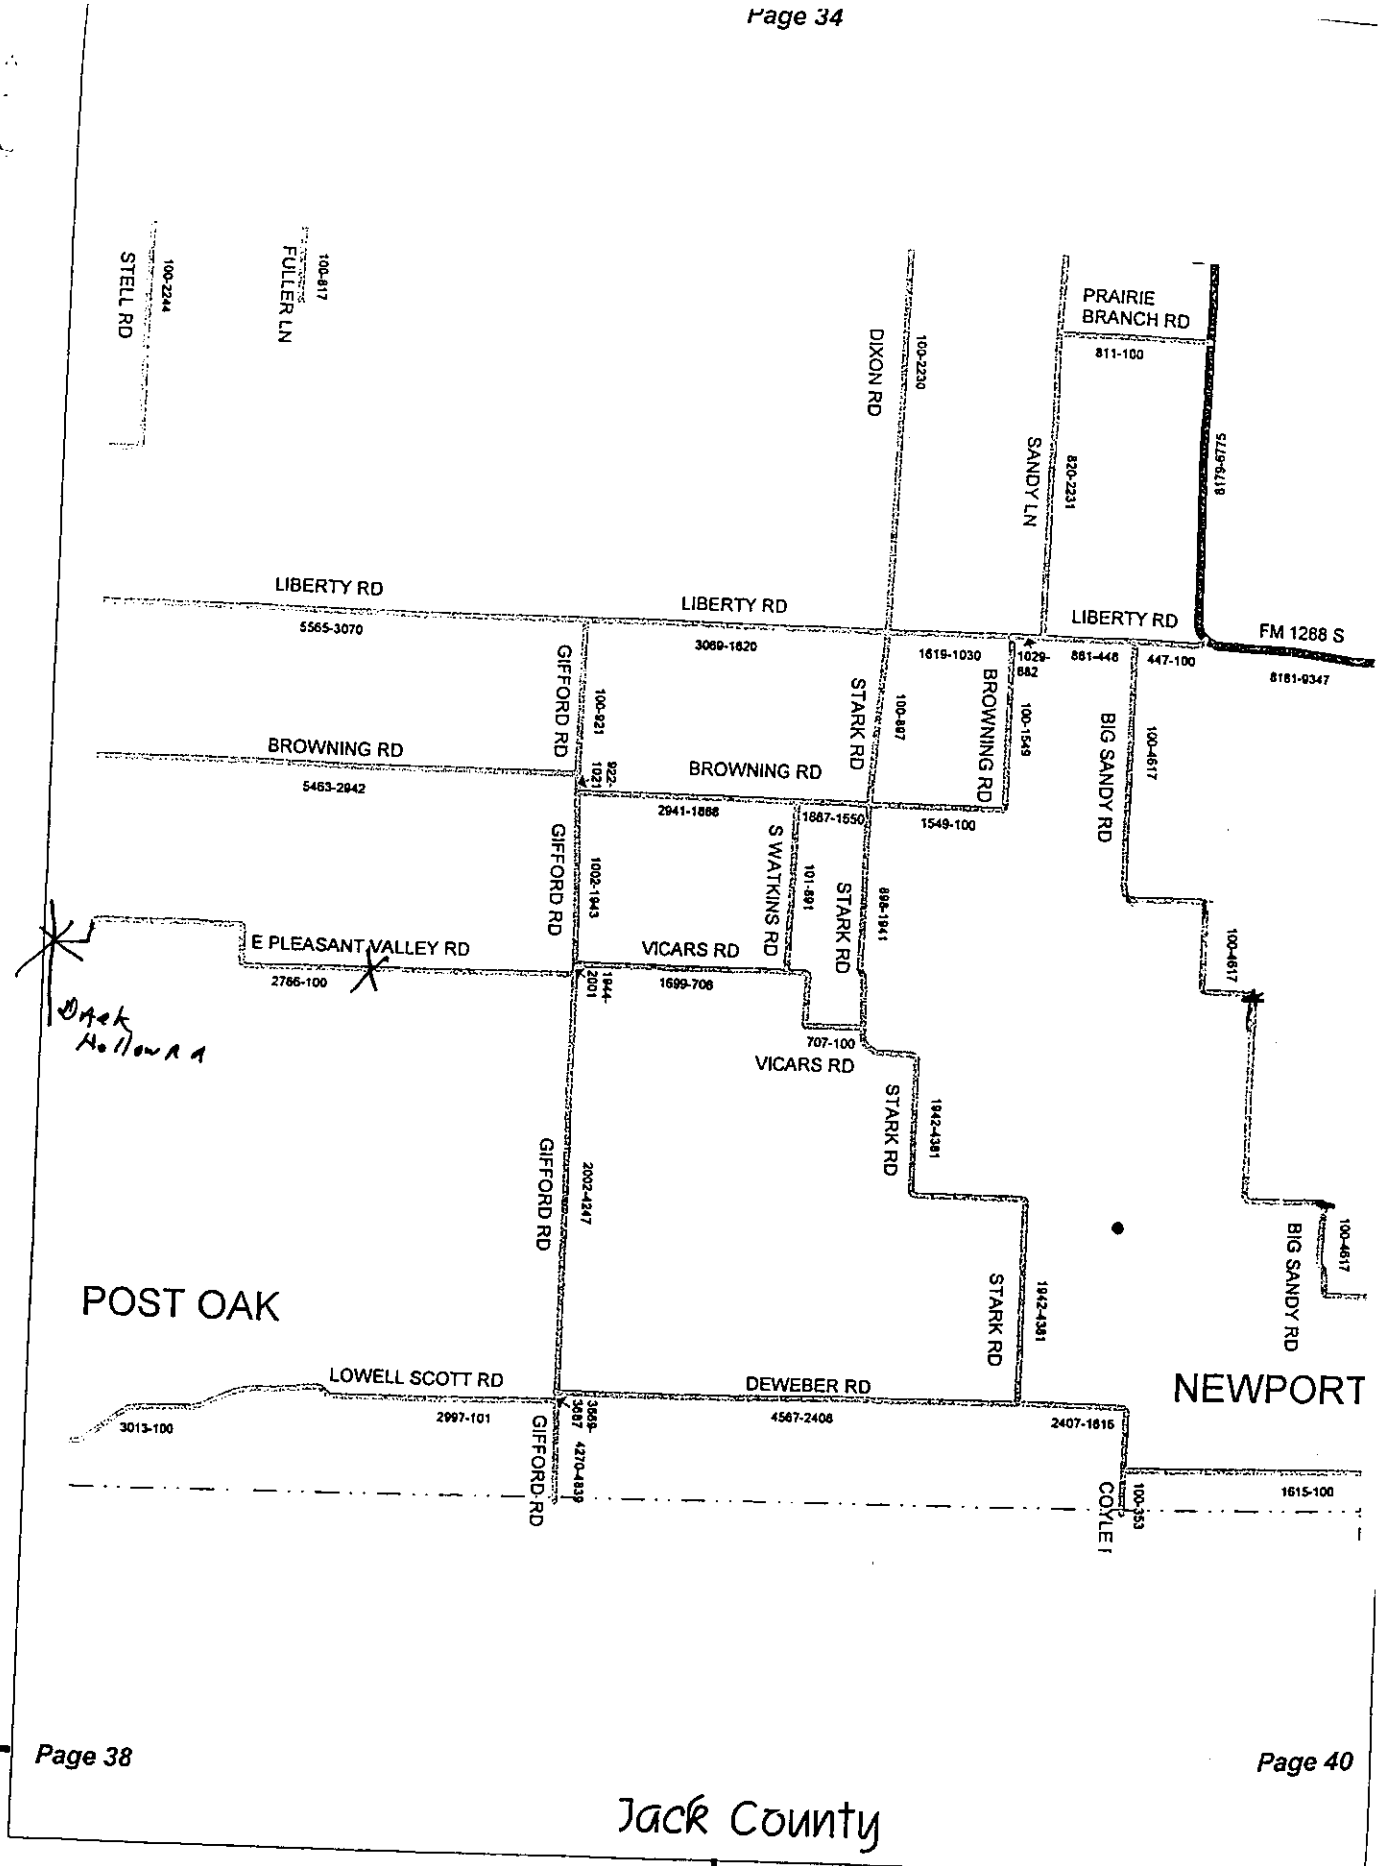 Page 34
STELL RD
100-2244
FULLER LN
100-817
DIXON RD
100-2230
SANDY LN
820-2231
PRAIRIE
BRANCH RD
811-100
8179-6775
LIBERTY RD
5565-3070
LIBERTY RD
3069-1620
1619-1030
1029-
882
LIBERTY RD
881-448
447-100
FM 1288 S
8181-9347
GIFFORD RD
100-921
STARK RD
100-897
BROWNING RD
100-1549
BIG SANDY RD
100-4617
BROWNING RD
5463-2942
922-
1021
BROWNING RD
2941-1888
1887-1550
1549-100
GIFFORD RD
1002-1943
S WATKINS RD
101-891
STARK RD
898-1941
100-4617
E PLEASANT VALLEY RD
2766-100
VICARS RD
1699-708
1944-
2001
707-100
VICARS RD
Hollow Rd
STARK RD
1942-4381
GIFFORD RD
2002-4247
STARK RD
1942-4381
BIG SANDY RD
100-4617
POST OAK
NEWPORT
LOWELL SCOTT RD
3013-100
2997-101
DEWEBER RD
4567-2408
2407-1616
3669-
3687
GIFFORD RD
4270-4839
COYLE
100-353
1615-100
Page 38
Page 40
Jack County